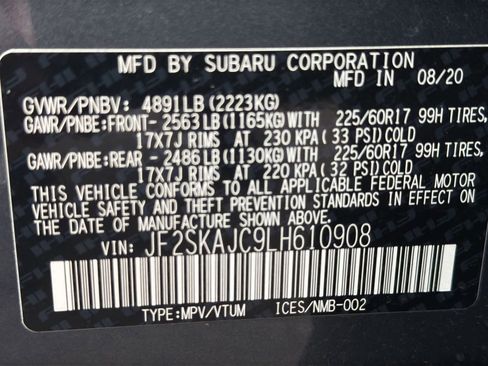 MFD BY SUBARU CORPORATION
MFD IN 08/20
GVWR/PNBV: 4891LB(2223KG)
GAWR/PNBE:FRONT- 2563LB(1165KG)WITH 225/60R17 99H TIRES,
17X7J RIMS AT 230 KPA(33 PSI)COLD
GAWR/PNBE:REAR -2486LB(1130KG)WITH 225/60R17 99H TIRES,
17X7J RIMS AT 220 KPA(32 PSI)COLD
THIS VEHICLE CONFORMS TO ALL APPLICABLE FEDERAL MOTOR
VEHICLE SAFETY AND THEFT PREVENTION STANDARDS IN EFFECT ON
THE DATE OF MANUFACTURE SHOWN ABOVE.
VIN: JF2SKAJC9LH610908
TYPE:MPV/VTUM ICES/NMB-002